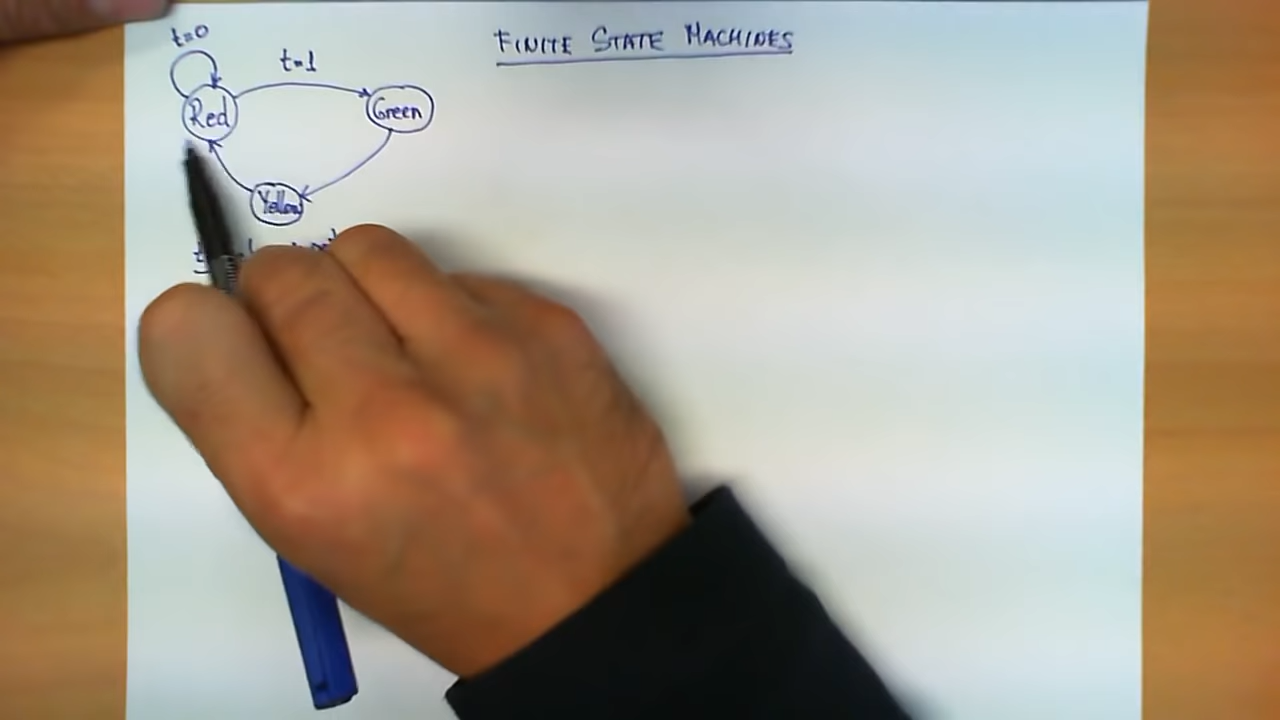 FINITE STATE MACHINES
t=0
t=1
Red
Green
Yellow